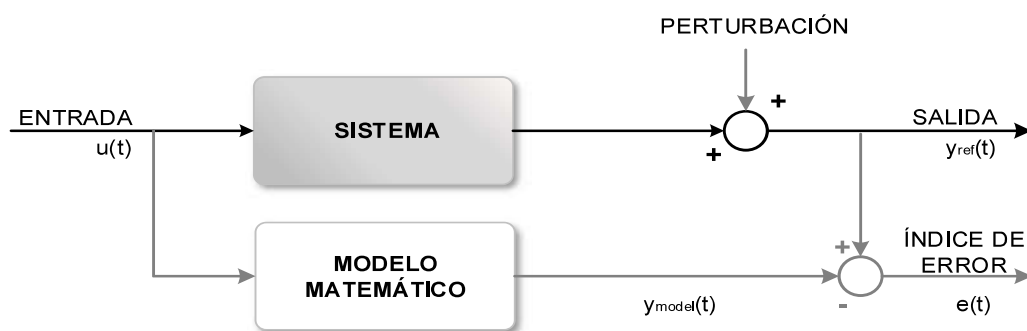 PERTURBACIÓN
+
ENTRADA
u(t)
SISTEMA
+
SALIDA
yref(t)
MODELO
MATEMÁTICO
ymodel(t)
+
-
ÍNDICE DE
ERROR
e(t)